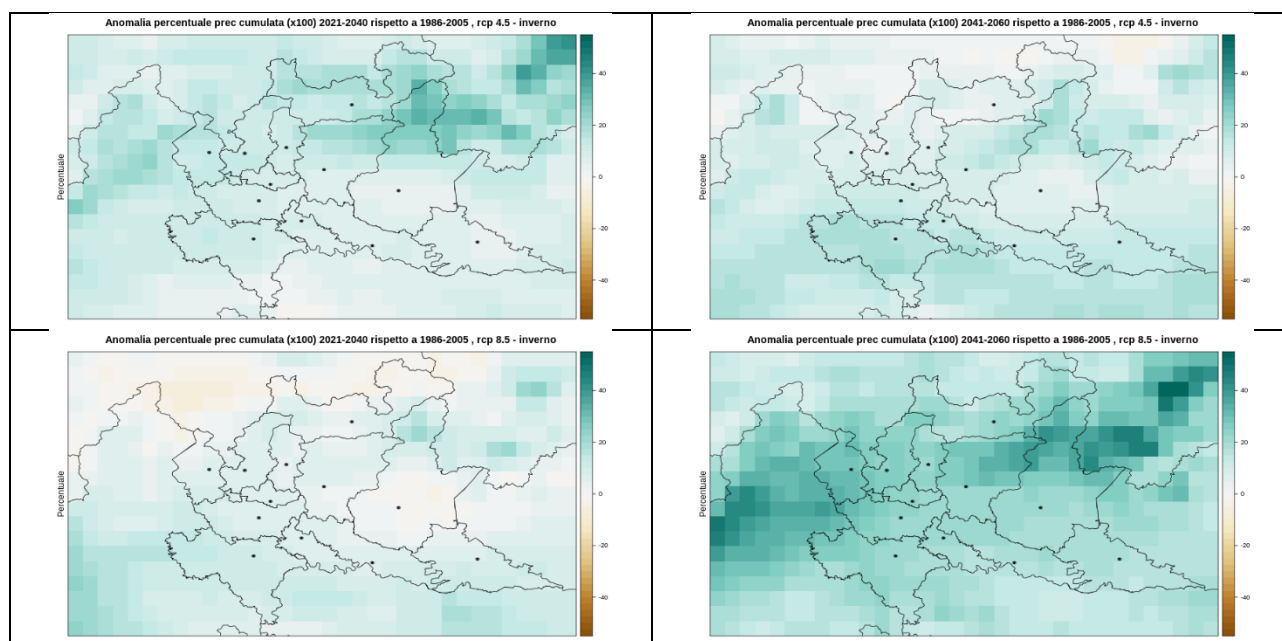 Anomalia percentuale prec cumulata (x100) 2021-2040 rispetto a 1986-2005 , rcp 4.5 - inverno
Percentuale
40
20
0
-20
-40
Anomalia percentuale prec cumulata (x100) 2041-2060 rispetto a 1986-2005 , rcp 4.5 - inverno
Percentuale
40
20
0
-20
-40
Anomalia percentuale prec cumulata (x100) 2021-2040 rispetto a 1986-2005 , rcp 8.5 - inverno
Percentuale
40
20
0
-20
-40
Anomalia percentuale prec cumulata (x100) 2041-2060 rispetto a 1986-2005 , rcp 8.5 - inverno
Percentuale
40
20
0
-20
-40